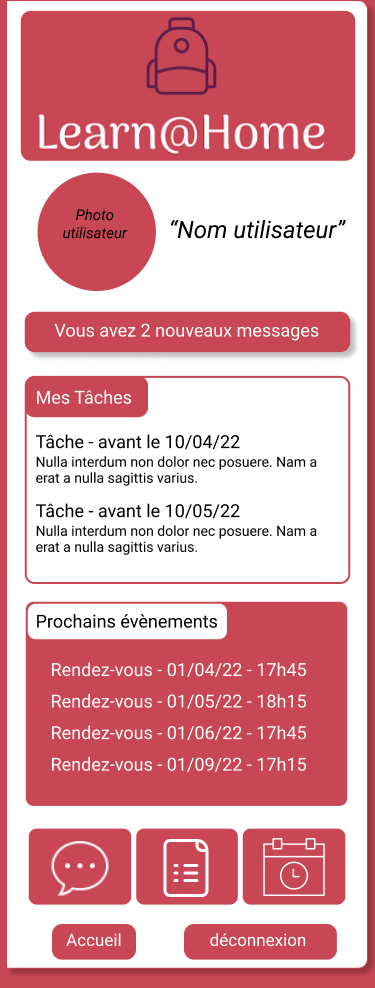 Learn@Home
Photo
utilisateur
“Nom utilisateur”
Vous avez 2 nouveaux messages
Mes Tâches
Tâche - avant le 10/04/22
Nulla interdum non dolor nec posuere. Nam a
erat a nulla sagittis varius.
Tâche - avant le 10/05/22
Nulla interdum non dolor nec posuere. Nam a
erat a nulla sagittis varius.
Prochains évènements
Rendez-vous - 01/04/22 - 17h45
Rendez-vous - 01/05/22 - 18h15
Rendez-vous - 01/06/22 - 17h45
Rendez-vous - 01/09/22 - 17h15
Accueil
déconnexion